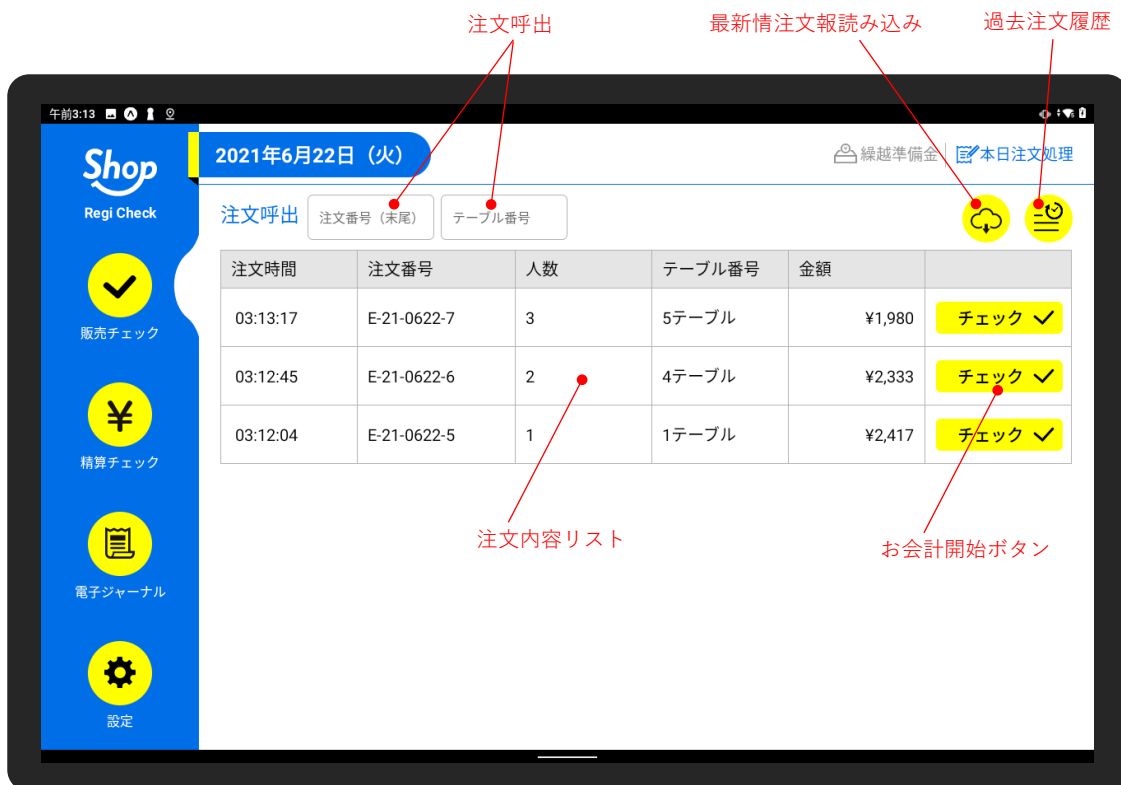 注文呼出
最新情注文報読み込み
過去注文履歴
午前3:13
Shop
Regi Check
2021年6月22日（火）
繰越準備金
本日注文処理
注文呼出
注文番号（末尾）
テーブル番号
注文時間 注文番号 人数 テーブル番号 金額
03:13:17 E-21-0622-7 3 5テーブル ¥1,980 チェック
03:12:45 E-21-0622-6 2 4テーブル ¥2,333 チェック
03:12:04 E-21-0622-5 1 1テーブル ¥2,417 チェック
販売チェック
精算チェック
電子ジャーナル
設定
注文内容リスト
お会計開始ボタン